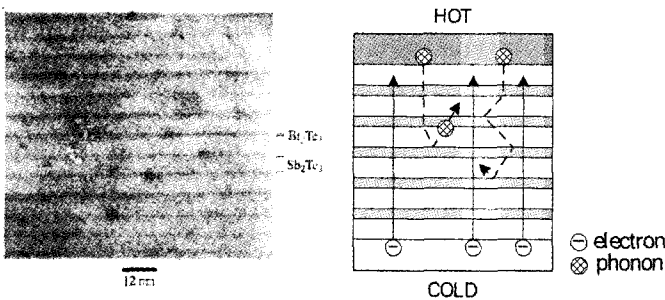 HOT
Bi₂Te₃
Sb₂Te₃
12 nm
electron
phonon
COLD